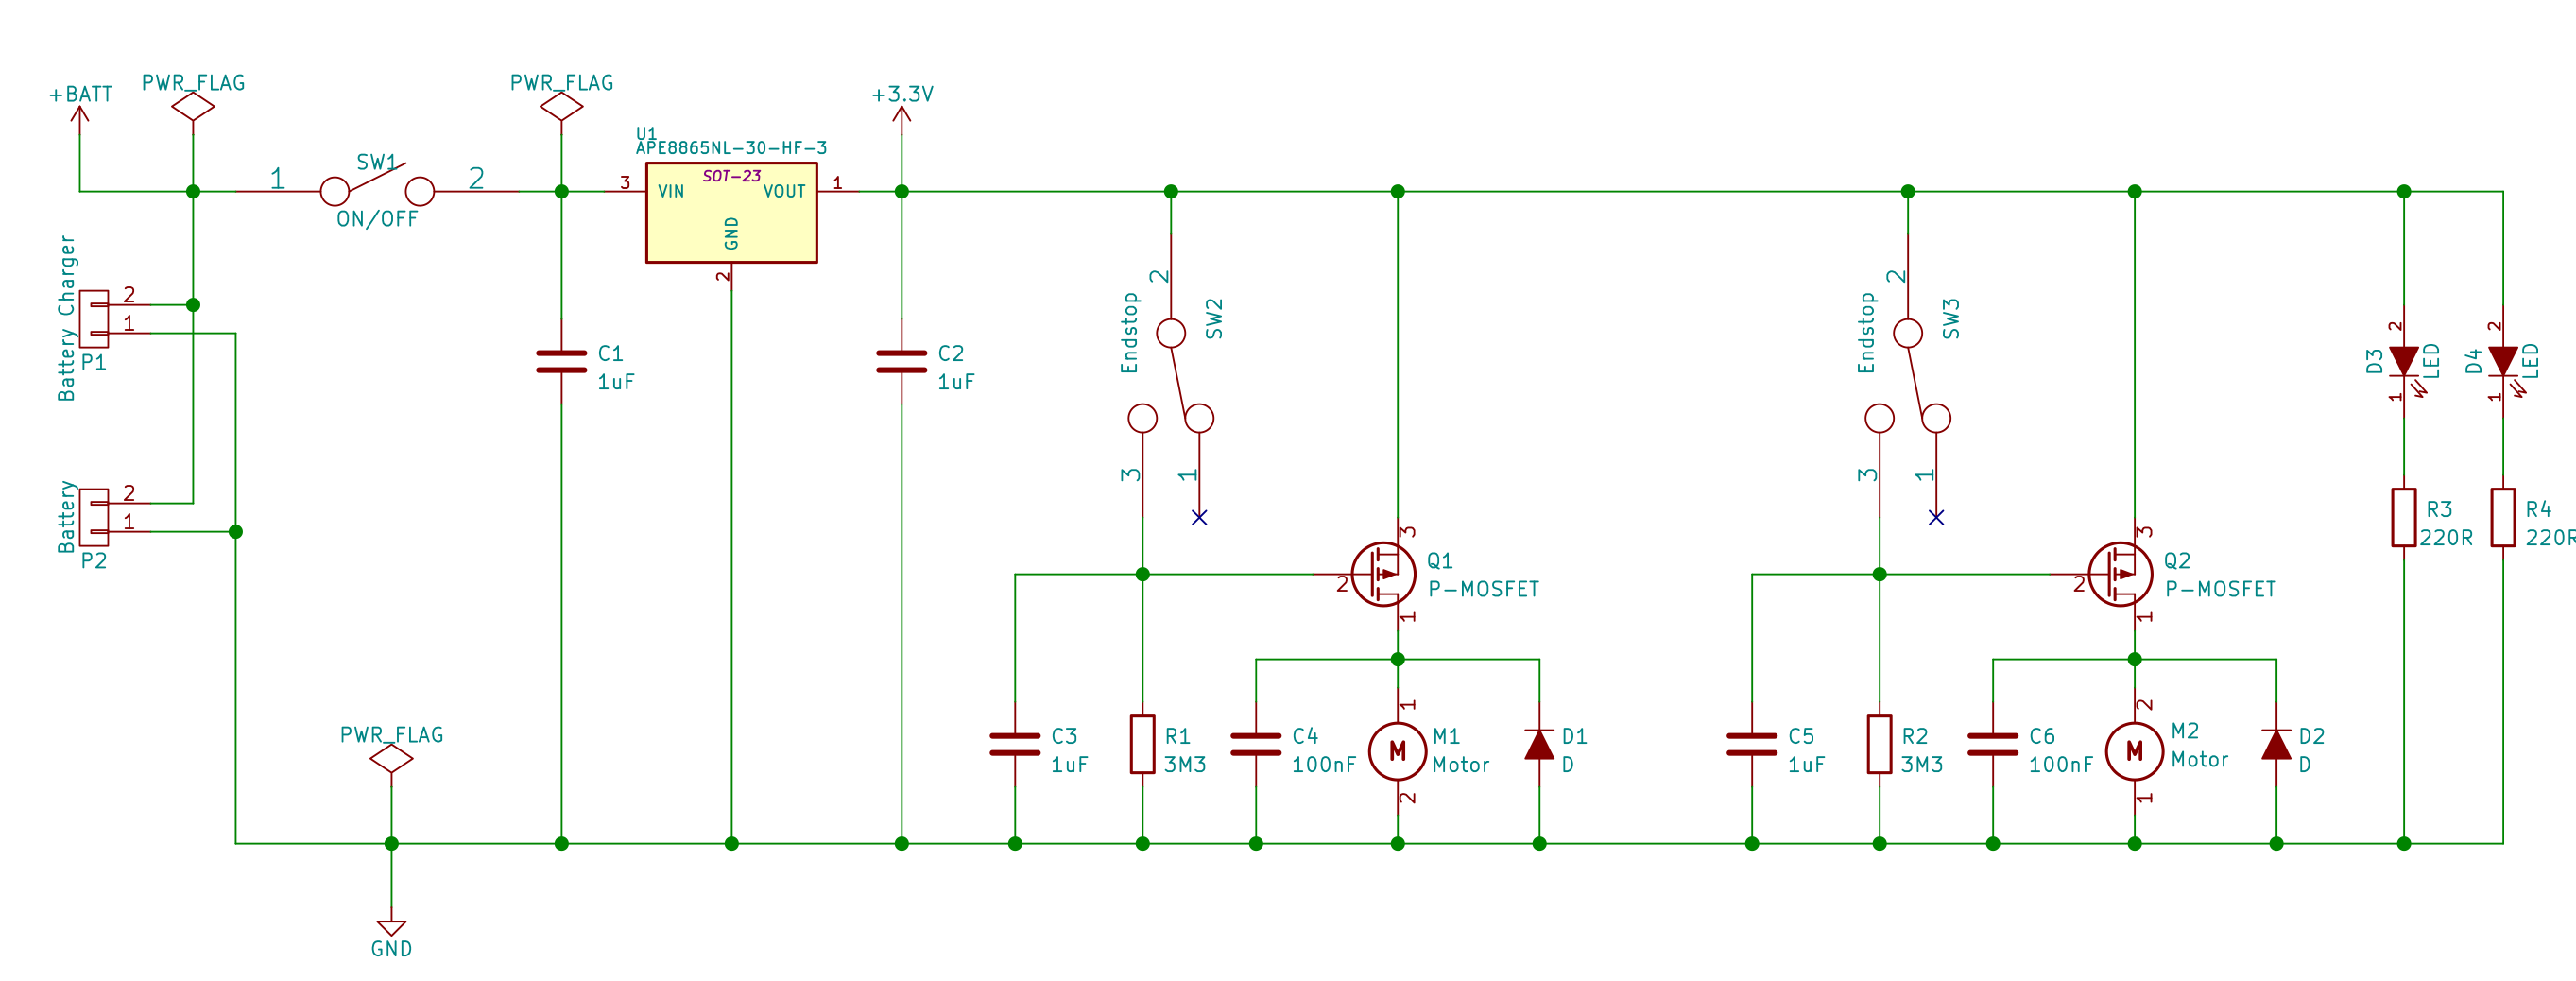 +BATT
PWR_FLAG
PWR_FLAG
+3.3V
U1
APE8865NL-30-HF-3
SOT-23
3
VIN
VOUT
1
GND
2
1
SW1
2
ON/OFF
Battery Charger
2
1
P1
Battery
2
1
P2
C1
1uF
C2
1uF
2
Endstop
SW2
3
1
2
Endstop
SW3
3
1
3
Q1
2
P-MOSFET
1
3
Q2
2
P-MOSFET
1
2
D3
LED
1
2
D4
LED
1
R3
220R
R4
220R
PWR_FLAG
GND
C3
1uF
R1
3M3
C4
100nF
1
M
M1
Motor
2
D1
D
C5
1uF
R2
3M3
C6
100nF
2
M
M2
Motor
1
D2
D